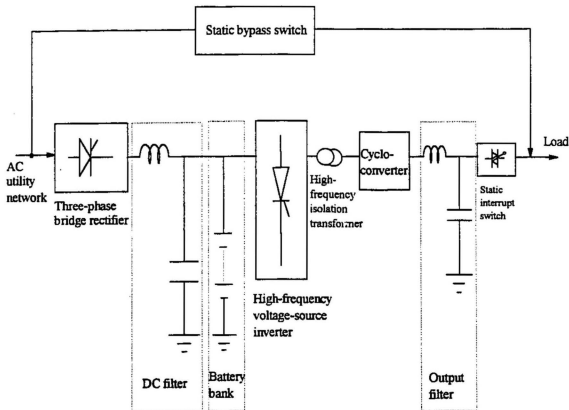 Static bypass switch
Load
AC
utility
network
Three-phase
bridge rectifier
Cyclo-
converter
High-
frequency
isolation
transformer
Static
interrupt
switch
High-frequency
voltage-source
inverter
DC filter
Battery
bank
Output
filter